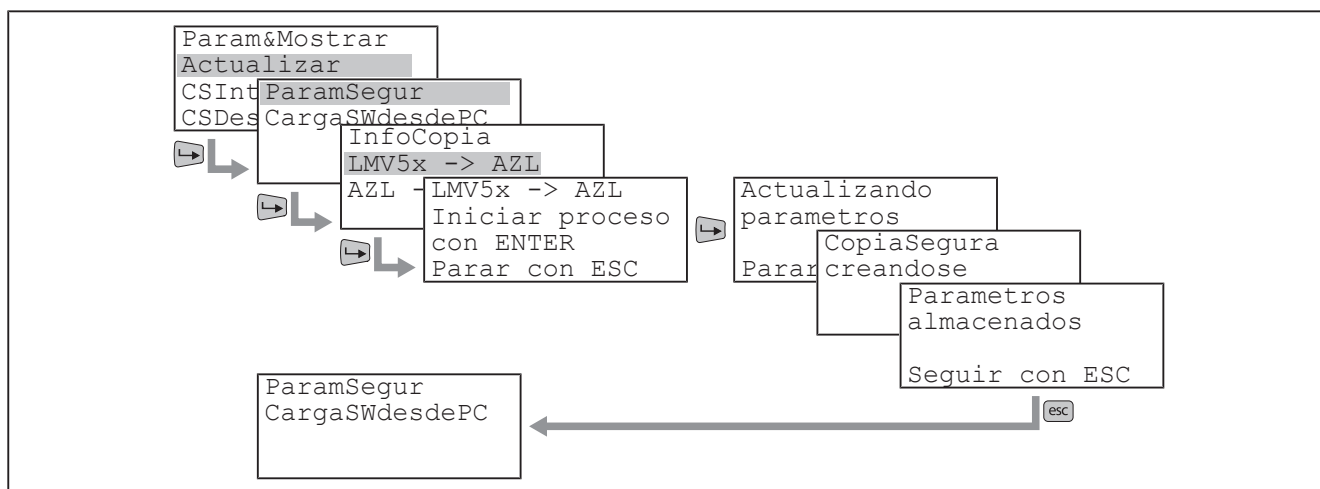 Param&Mostrar
Actualizar
CSInt
CSDes
ParamSegur
CargaSWdesdePC
InfoCopia
LMV5x -> AZL
AZL -
LMV5x -> AZL
Iniciar proceso
con ENTER
Parar con ESC
Actualizando
parametros
Parar
CopiaSegura
creandose
Parametros
almacenados
Seguir con ESC
esc
ParamSegur
CargaSWdesdePC